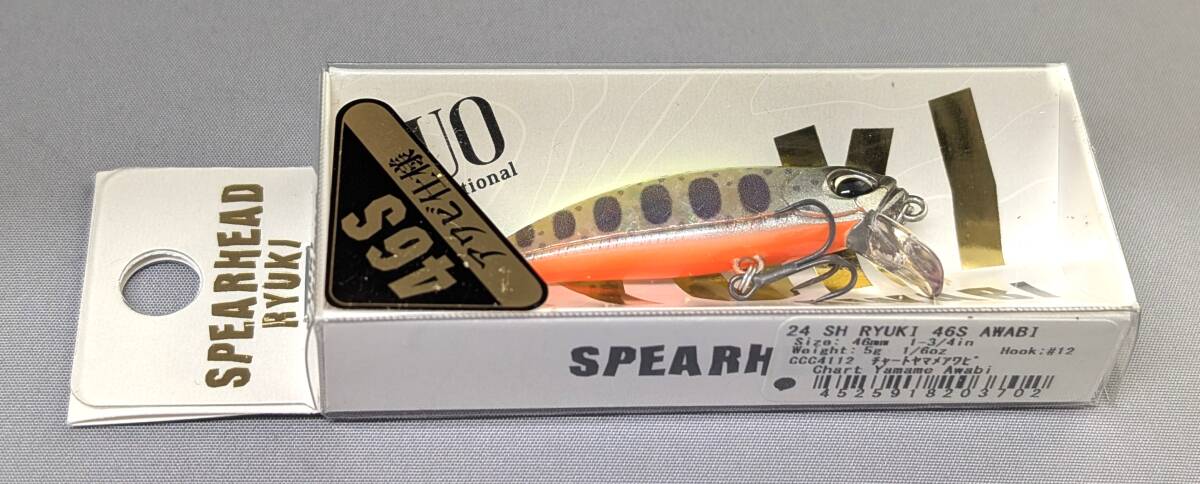 SPEARHEAD
RYUKI
UO
tional
アワビ仕様
46S
SPEARH
24 SH RYUKI 46S AWABI
Size: 46mm 1-3/4in
Weight: 5g 1/6oz Hook:#12
CCC4112 チャートヤマメアワビ
Chart Yamame Awabi
4525918203702